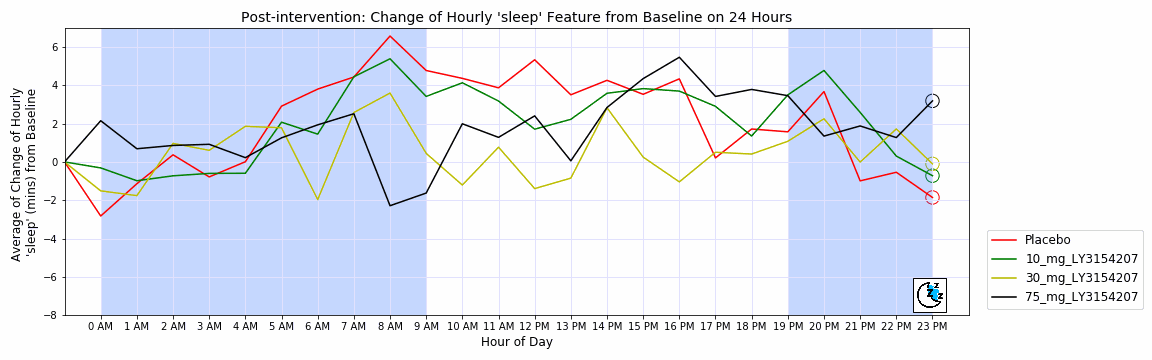 Post-intervention: Change of Hourly 'sleep' Feature from Baseline on 24 Hours
Average of Change of Hourly
'sleep' (mins) from Baseline
6
4
2
0
−2
−4
−6
−8
0 AM 1 AM 2 AM 3 AM 4 AM 5 AM 6 AM 7 AM 8 AM 9 AM 10 AM 11 AM 12 PM 13 PM 14 PM 15 PM 16 PM 17 PM 18 PM 19 PM 20 PM 21 PM 22 PM 23 PM
Hour of Day
Placebo
10_mg_LY3154207
30_mg_LY3154207
75_mg_LY3154207
z z z z